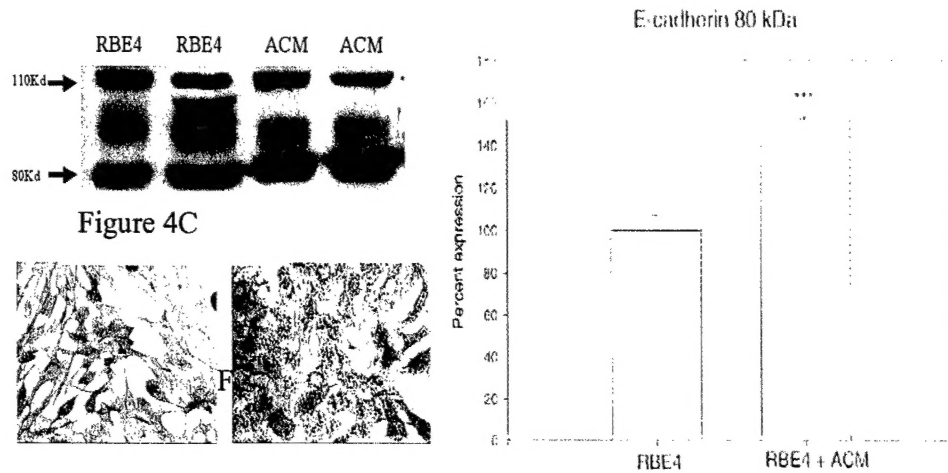 RBE4 RBE4 ACM ACM
110Kd
80Kd
Figure 4C
F
E-cadherin 80 kDa
Percent expression
140
120
100
80
60
40
20
0
RBE4
RBE4 + ACM